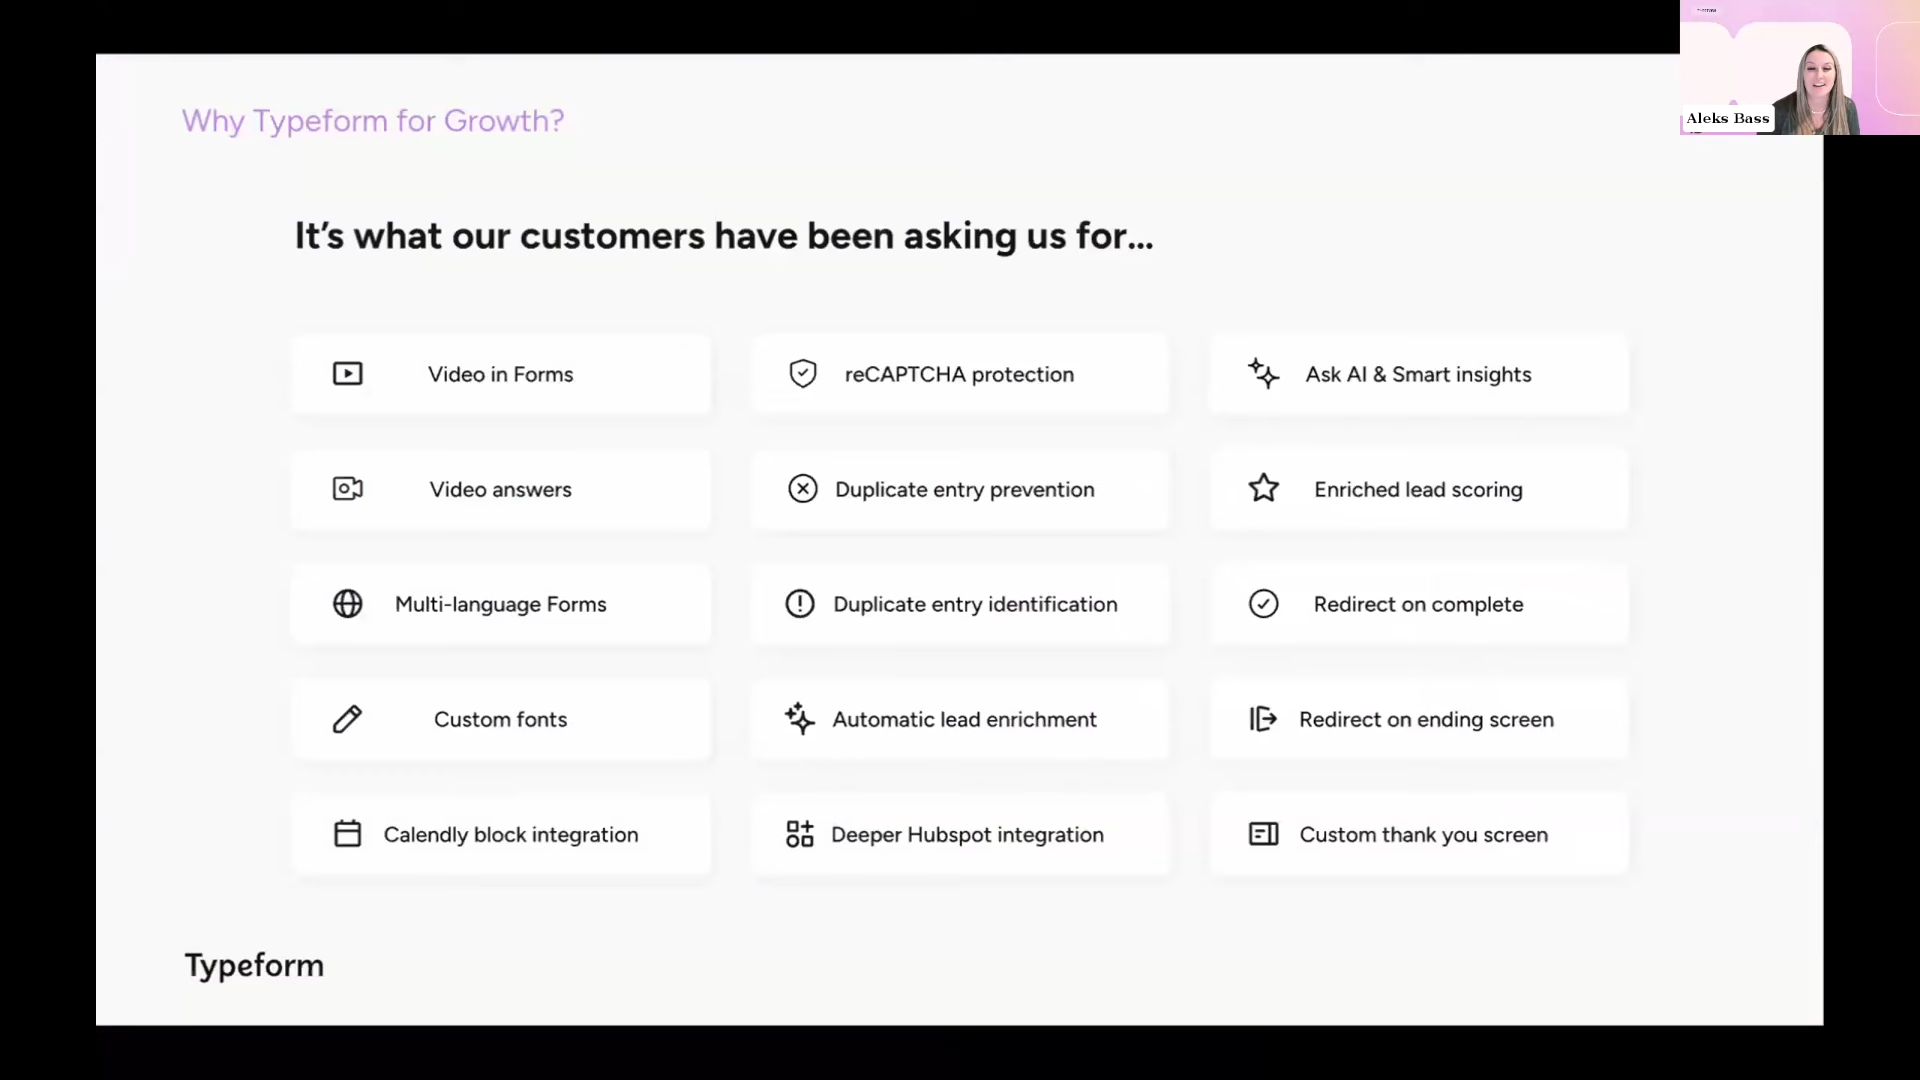 Aleks Bass
Why Typeform for Growth?
It’s what our customers have been asking us for...
Video in Forms
reCAPTCHA protection
Ask AI & Smart insights
Video answers
Duplicate entry prevention
Enriched lead scoring
Multi-language Forms
Duplicate entry identification
Redirect on complete
Custom fonts
Automatic lead enrichment
Redirect on ending screen
Calendly block integration
Deeper Hubspot integration
Custom thank you screen
Typeform